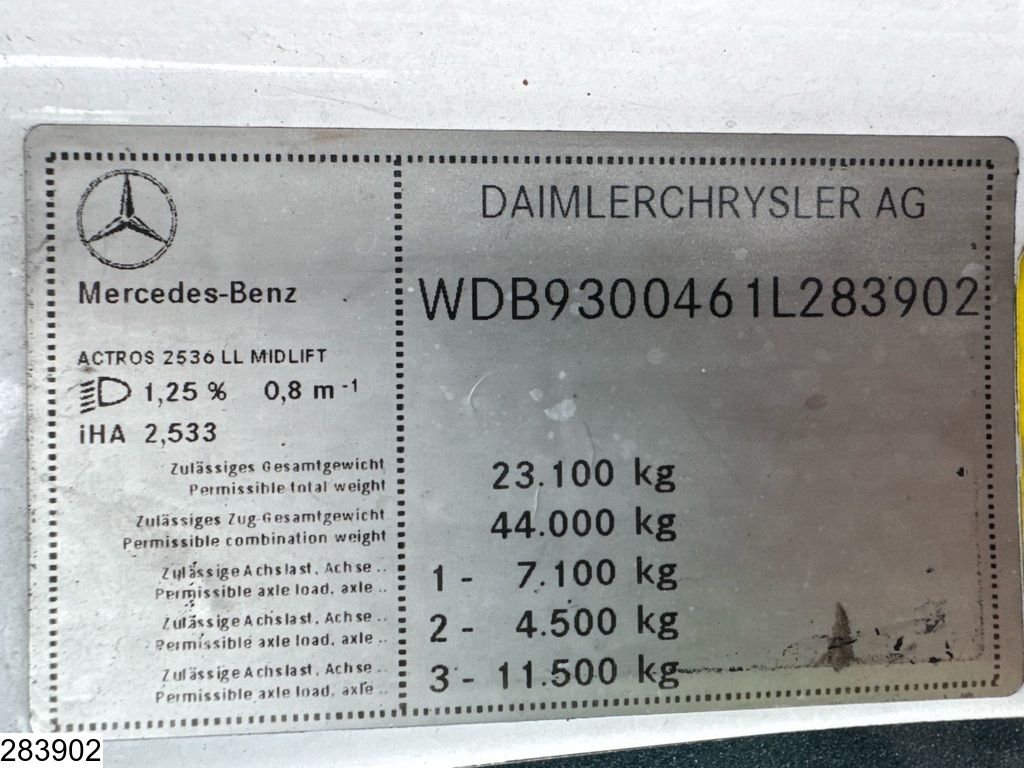 DAIMLERCHRYSLER AG
WDB9300461L283902
Mercedes-Benz
ACTROS 2536 LL MIDLIFT
1,25 % 0,8 m⁻¹
iHA 2,533
Zulässiges Gesamtgewicht
Permissible total weight 23.100 kg
Zulässiges Zug-Gesamtgewicht
Permissible combination weight 44.000 kg
Zulässige Achslast, Achse ..
Permissible axle load, axle .. 1 - 7.100 kg
Zulässige Achslast, Achse ..
Permissible axle load, axle .. 2 - 4.500 kg
Zulässige Achslast, Achse ..
Permissible axle load, axle .. 3 - 11.500 kg
283902